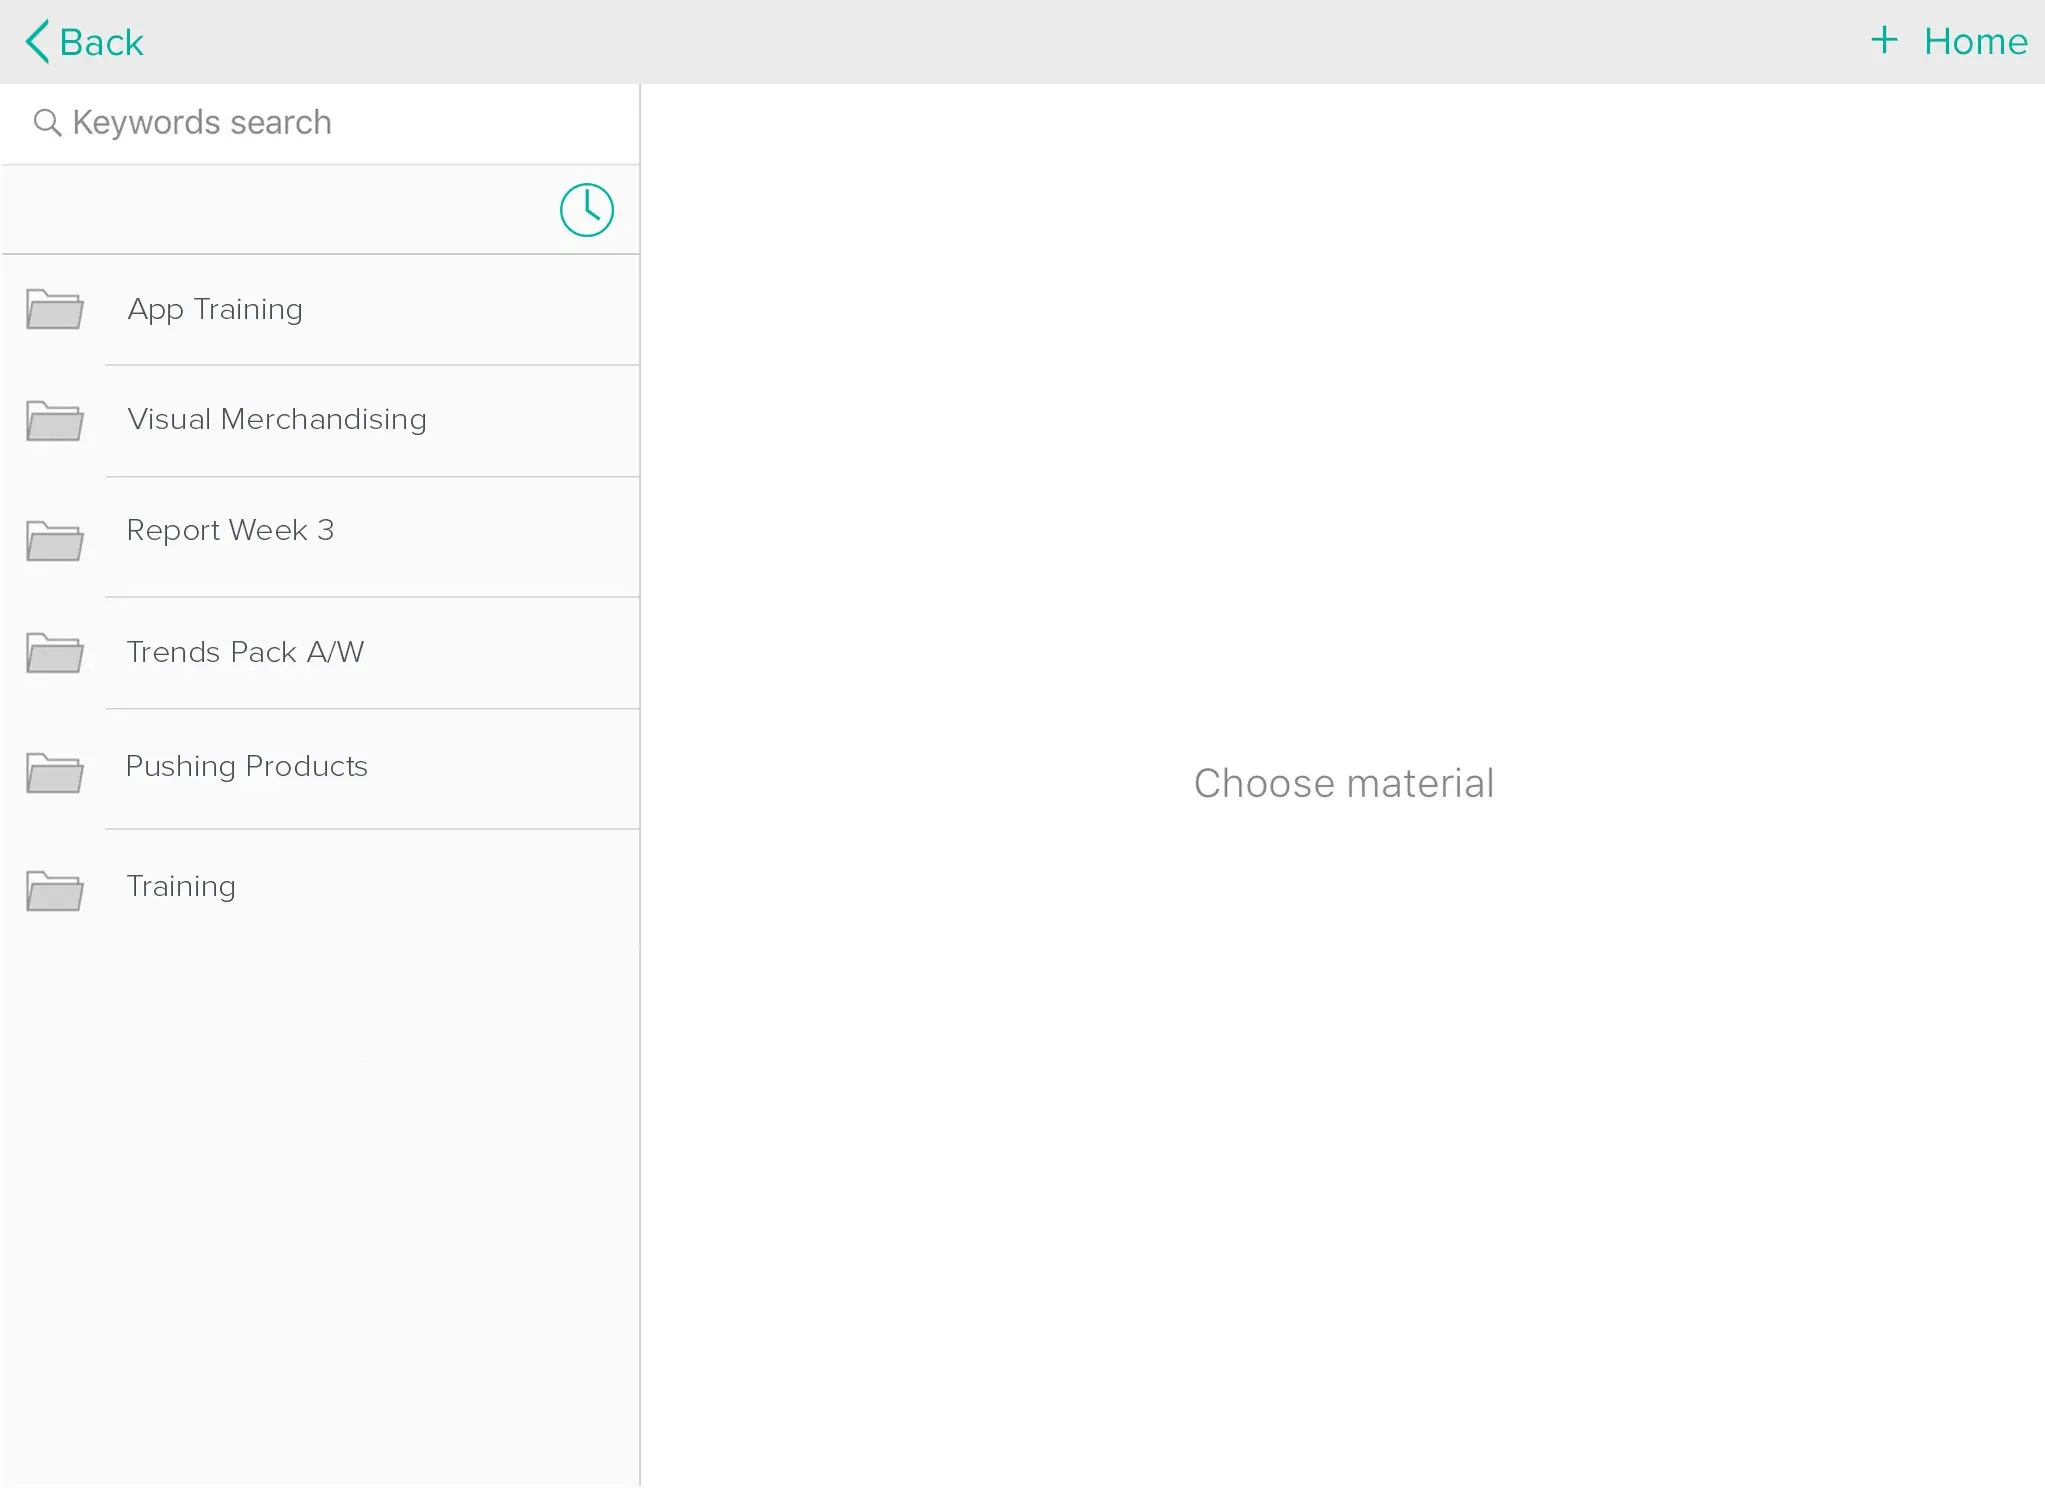 Back
+ Home
Keywords search
App Training
Visual Merchandising
Report Week 3
Trends Pack A/W
Pushing Products
Training
Choose material